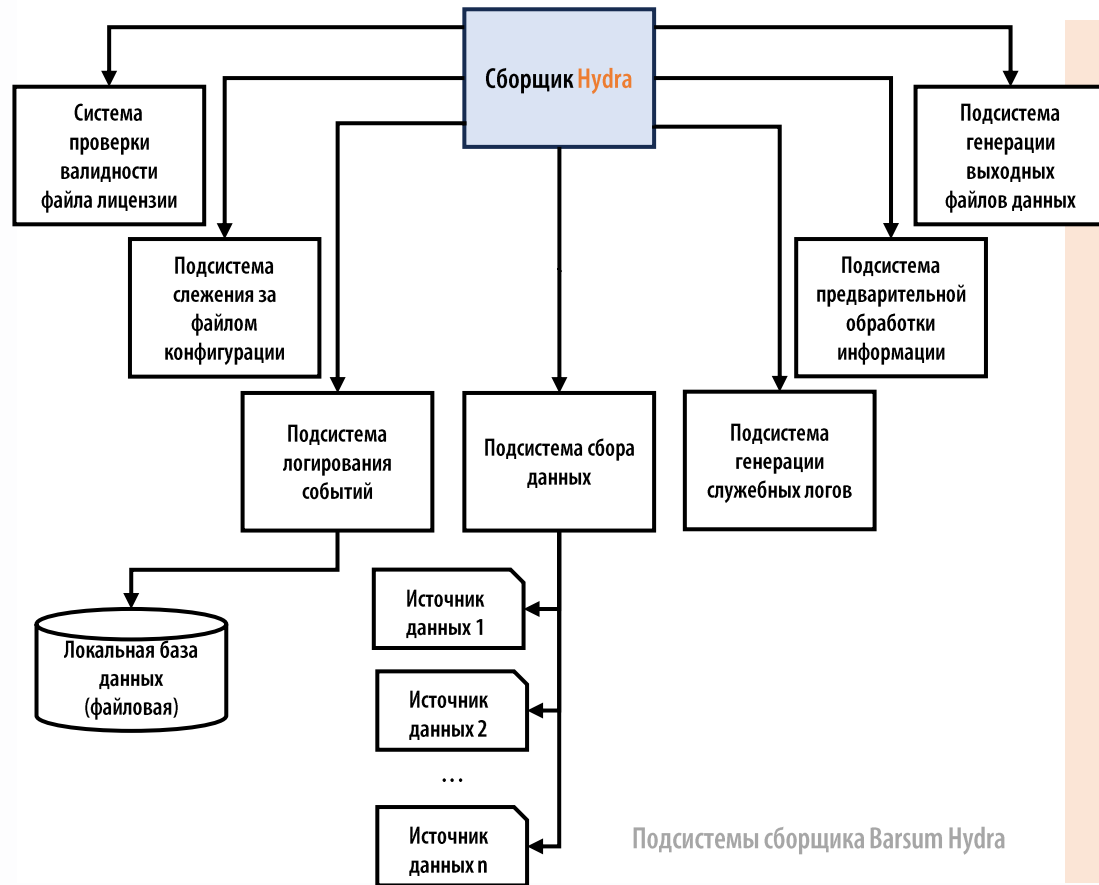 Сборщик Hydra
Система
проверки
валидности
файла лицензии
Подсистема
генерации
выходных
файлов данных
Подсистема
слежения за
файлом
конфигурации
Подсистема
предварительной
обработки
информации
Подсистема
логирования
событий
Подсистема сбора
данных
Подсистема
генерации
служебных логов
Локальная база
данных
(файловая)
Источник
данных 1
Источник
данных 2
...
Источник
данных n
Подсистемы сборщика Barsum Hydra